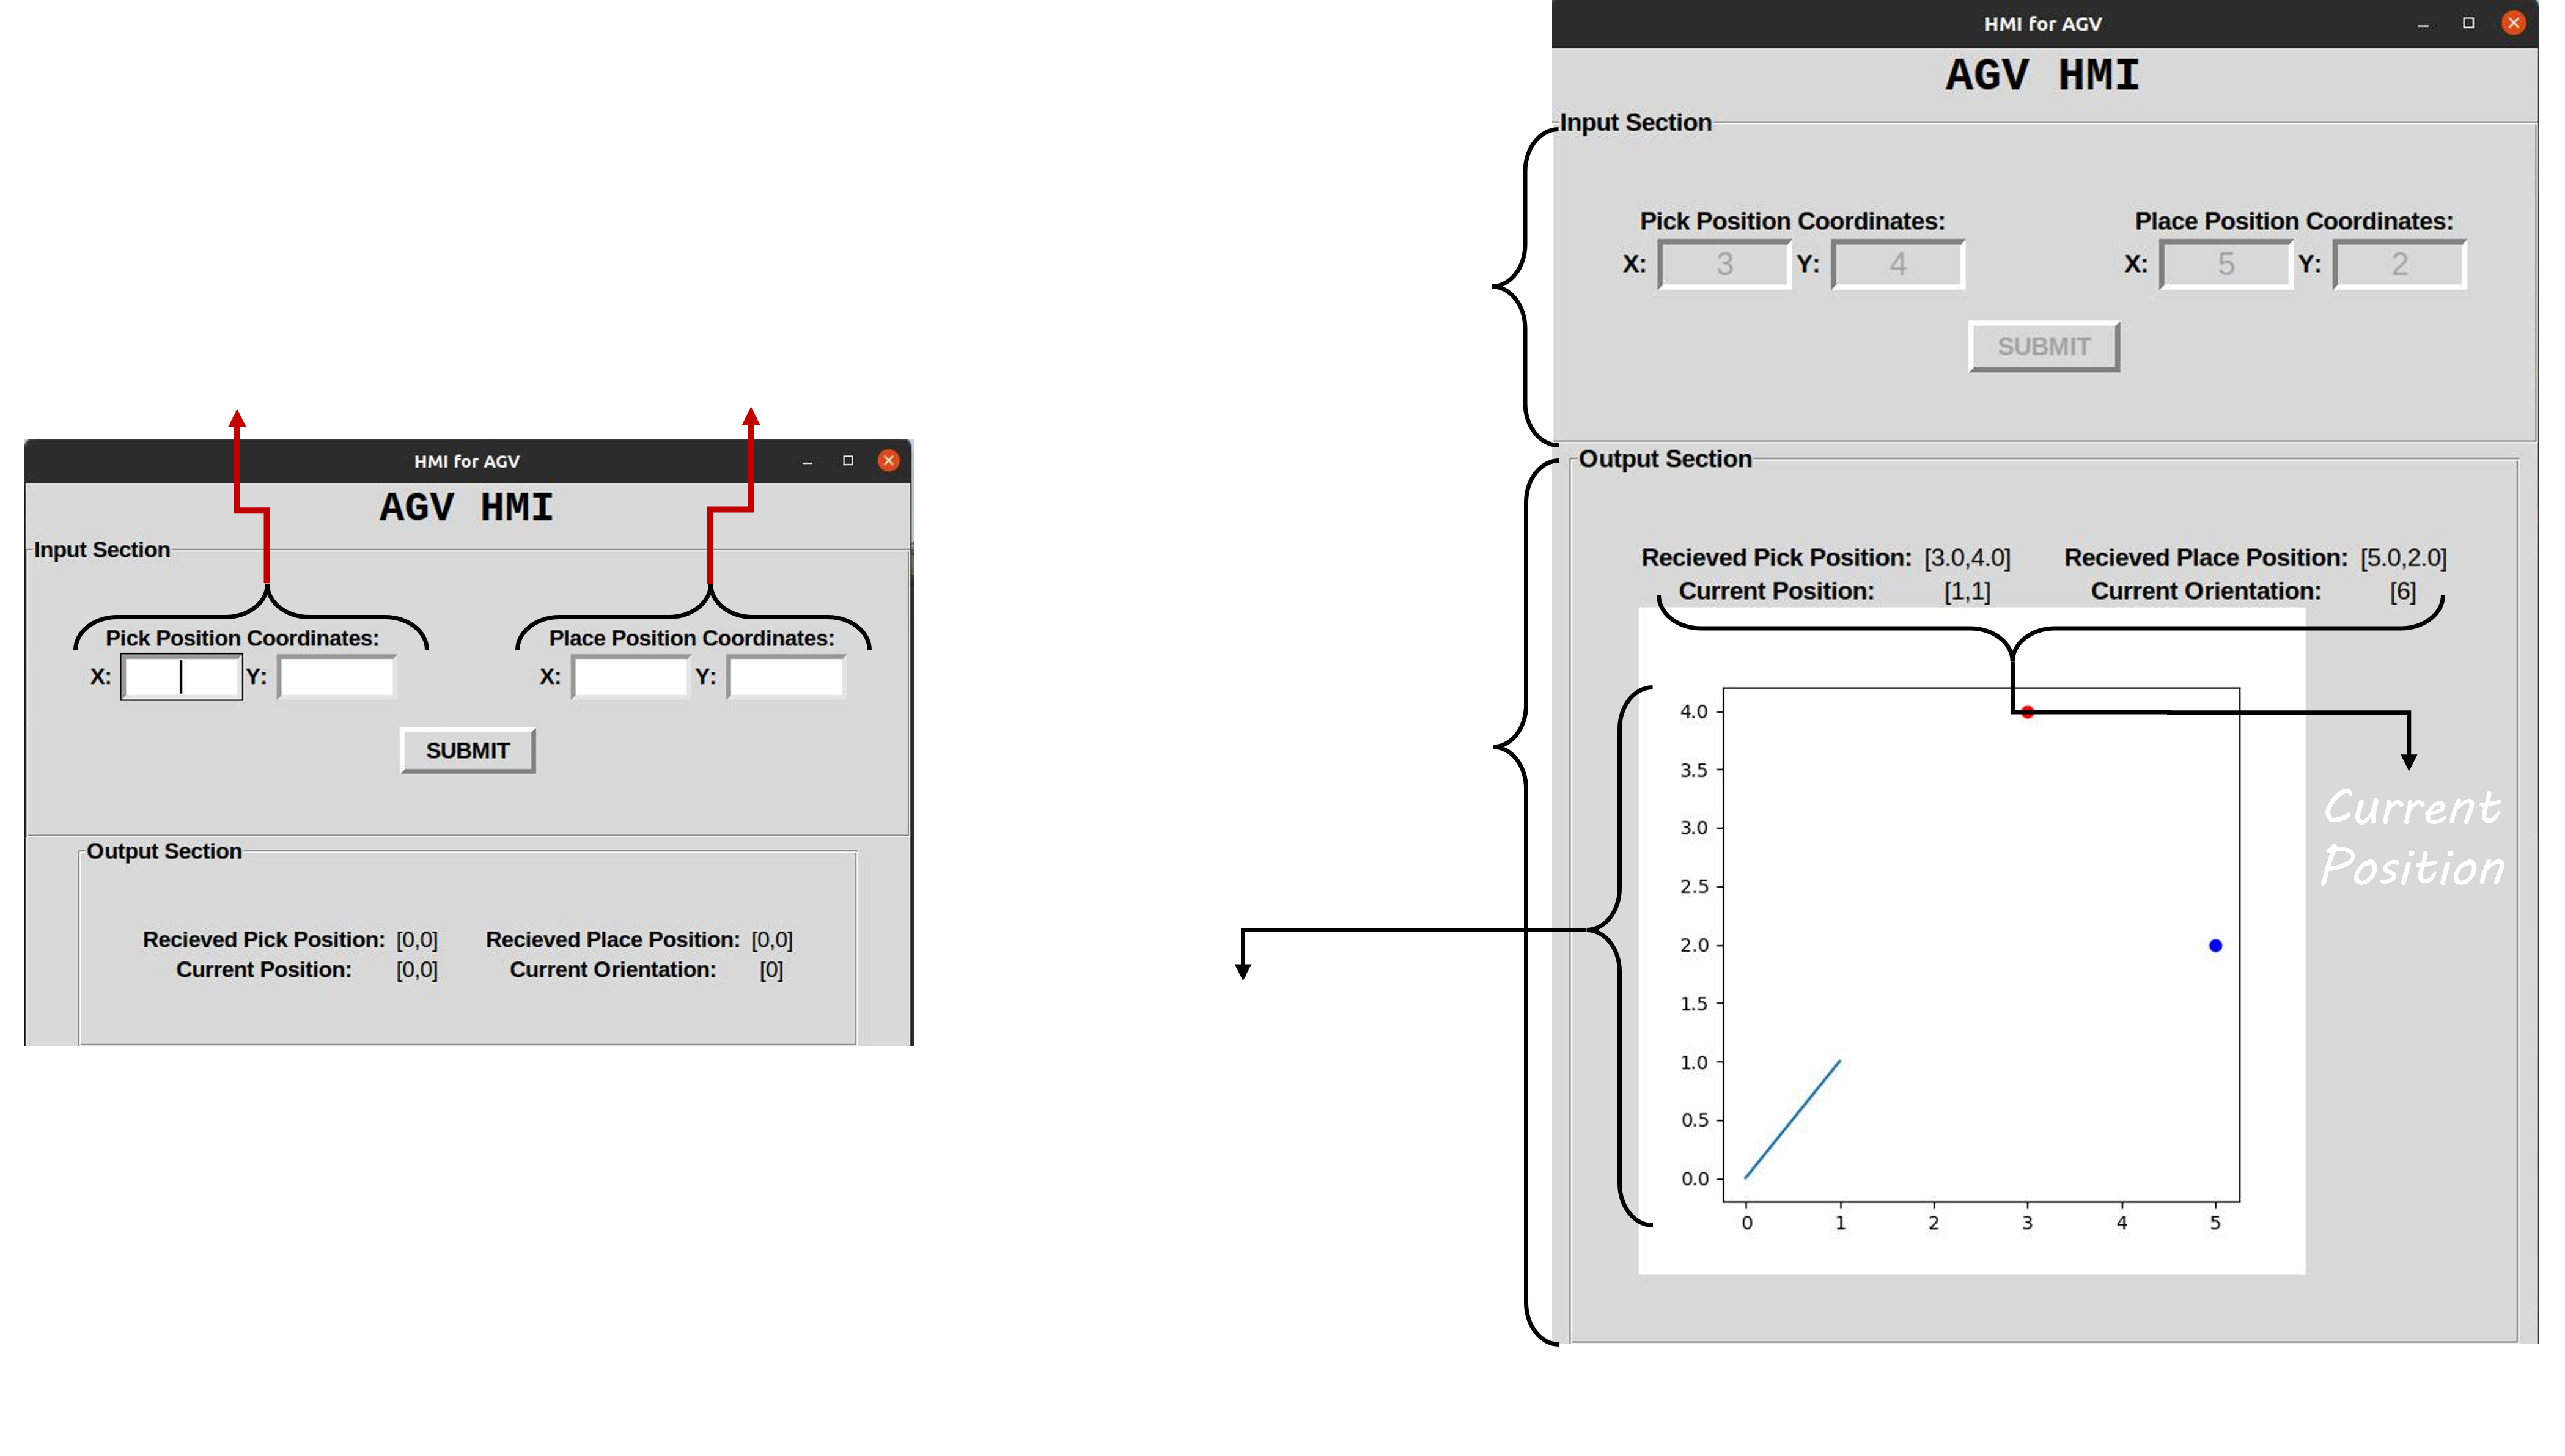 HMI for AGV
AGV HMI
Input Section
Pick Position Coordinates: Place Position Coordinates:
X: Y: X: Y:
SUBMIT
Output Section
Recieved Pick Position: [0,0] Recieved Place Position: [0,0]
Current Position: [0,0] Current Orientation: [0]
HMI for AGV
AGV HMI
Input Section
Pick Position Coordinates: Place Position Coordinates:
X: 3 Y: 4 X: 5 Y: 2
SUBMIT
Output Section
Recieved Pick Position: [3.0,4.0] Recieved Place Position: [5.0,2.0]
Current Position: [1,1] Current Orientation: [6]
4.0
3.5
3.0
2.5
2.0
1.5
1.0
0.5
0.0
0 1 2 3 4 5
Current
Position